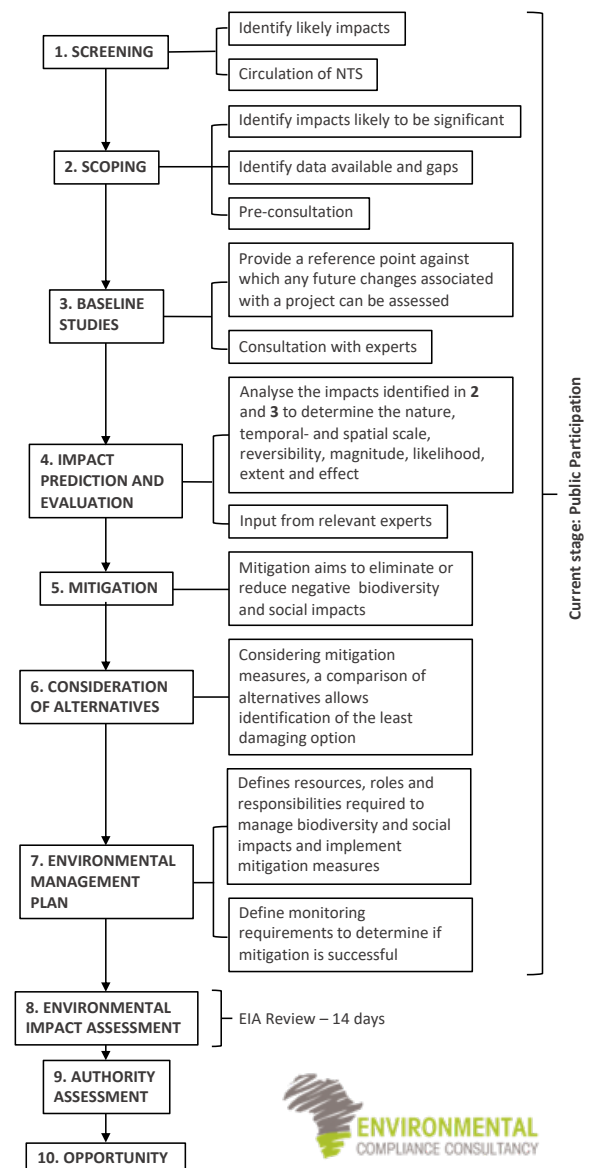 1. SCREENING
Identify likely impacts
Circulation of NTS
2. SCOPING
Identify impacts likely to be significant
Identify data available and gaps
Pre-consultation
3. BASELINE
STUDIES
Provide a reference point against
which any future changes associated
with a project can be assessed
Consultation with experts
4. IMPACT
PREDICTION AND
EVALUATION
Analyse the impacts identified in 2
and 3 to determine the nature,
temporal- and spatial scale,
reversibility, magnitude, likelihood,
extent and effect
Input from relevant experts
5. MITIGATION
Mitigation aims to eliminate or
reduce negative biodiversity
and social impacts
6. CONSIDERATION
OF ALTERNATIVES
Considering mitigation
measures, a comparison of
alternatives allows
identification of the least
damaging option
7. ENVIRONMENTAL
MANAGEMENT
PLAN
Defines resources, roles and
responsibilities required to
manage biodiversity and social
impacts and implement
mitigation measures
Define monitoring
requirements to determine if
mitigation is successful
Current stage: Public Participation
8. ENVIRONMENTAL
IMPACT ASSESSMENT
EIA Review – 14 days
9. AUTHORITY
ASSESSMENT
10. OPPORTUNITY
ENVIRONMENTAL
COMPLIANCE CONSULTANCY